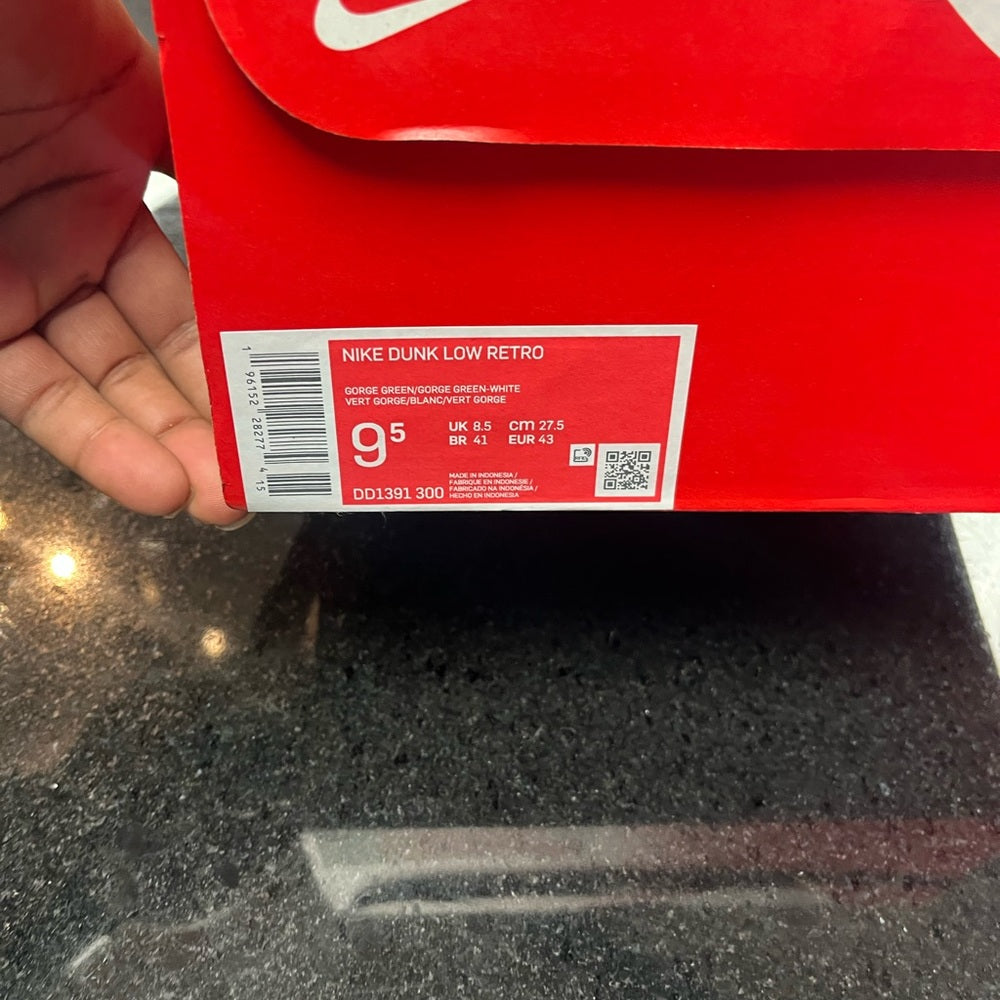 NIKE DUNK LOW RETRO
GORGE GREEN/GORGE GREEN-WHITE
VERT GORGE/BLANC/VERT GORGE
9⁵
UK 8.5 cm 27.5
BR 41 EUR 43
DD1391 300
MADE IN INDONESIA /
FABRIQUE EN INDONESIE /
FABRICADO NA INDONÉSIA /
HECHO EN INDONESIA
1 96152 28277 4 15